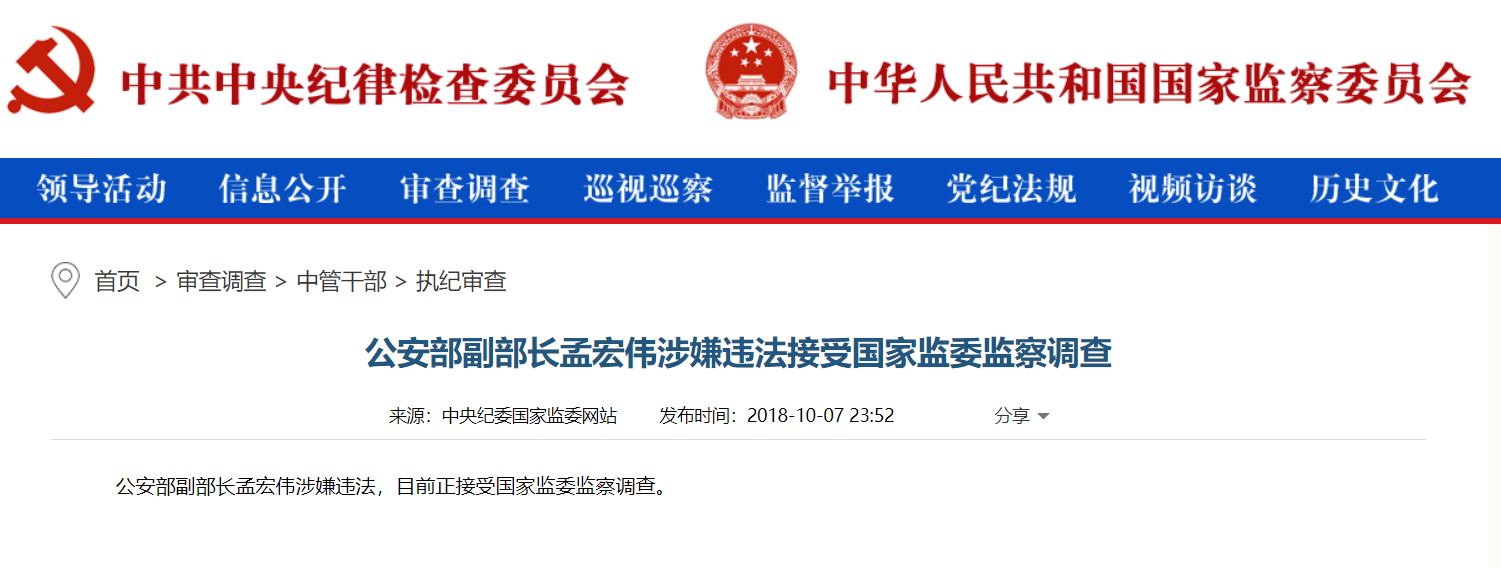 中共中央纪律检查委员会 中华人民共和国国家监察委员会
领导活动 信息公开 审查调查 巡视巡察 监督举报 党纪法规 视频访谈 历史文化
首页 > 审查调查 > 中管干部 > 执纪审查
公安部副部长孟宏伟涉嫌违法接受国家监委监察调查
来源：中央纪委国家监委网站 发布时间：2018-10-07 23:52 分享
公安部副部长孟宏伟涉嫌违法，目前正接受国家监委监察调查。